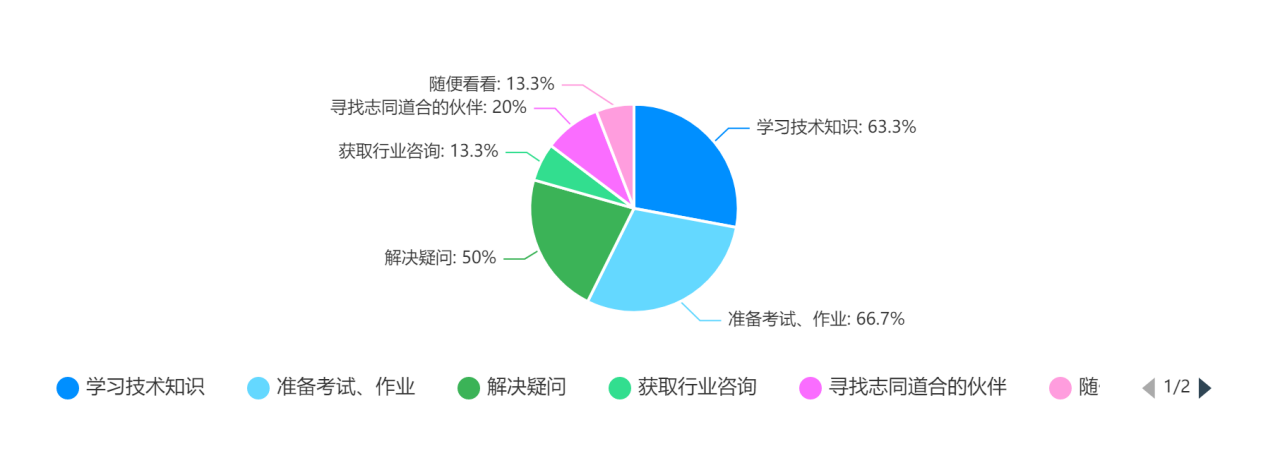 随便看看: 13.3%
寻找志同道合的伙伴: 20%
学习技术知识: 63.3%
获取行业咨询: 13.3%
解决疑问: 50%
准备考试、作业: 66.7%
学习技术知识 准备考试、作业 解决疑问 获取行业咨询 寻找志同道合的伙伴 随 1/2